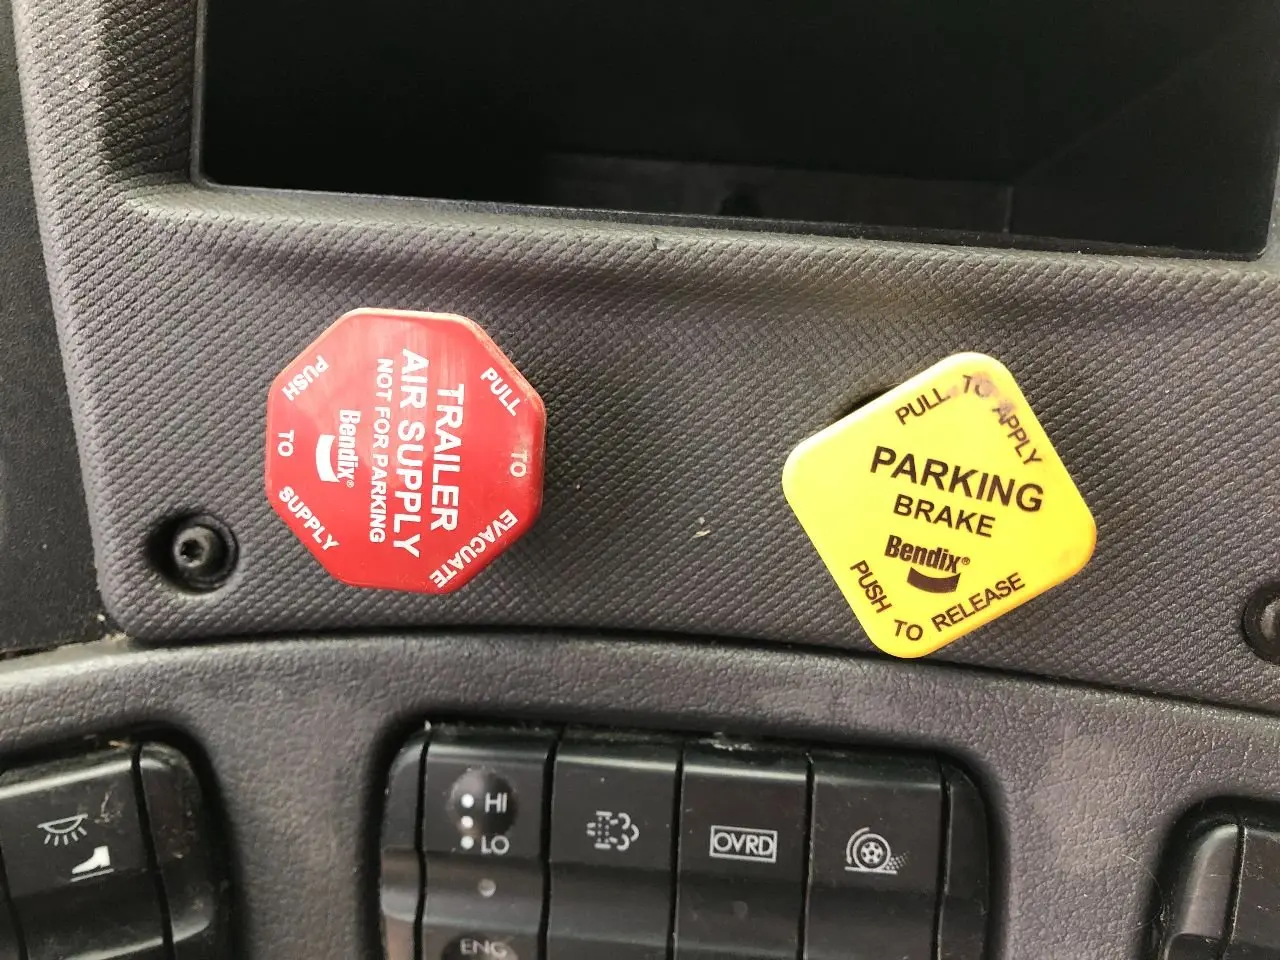 PULL TO EVACUATE
TRAILER
AIR SUPPLY
NOT FOR PARKING
Bendix®
PUSH TO SUPPLY
PULL TO APPLY
PARKING
BRAKE
Bendix®
PUSH TO RELEASE
HI
LO
ENG
OVRD